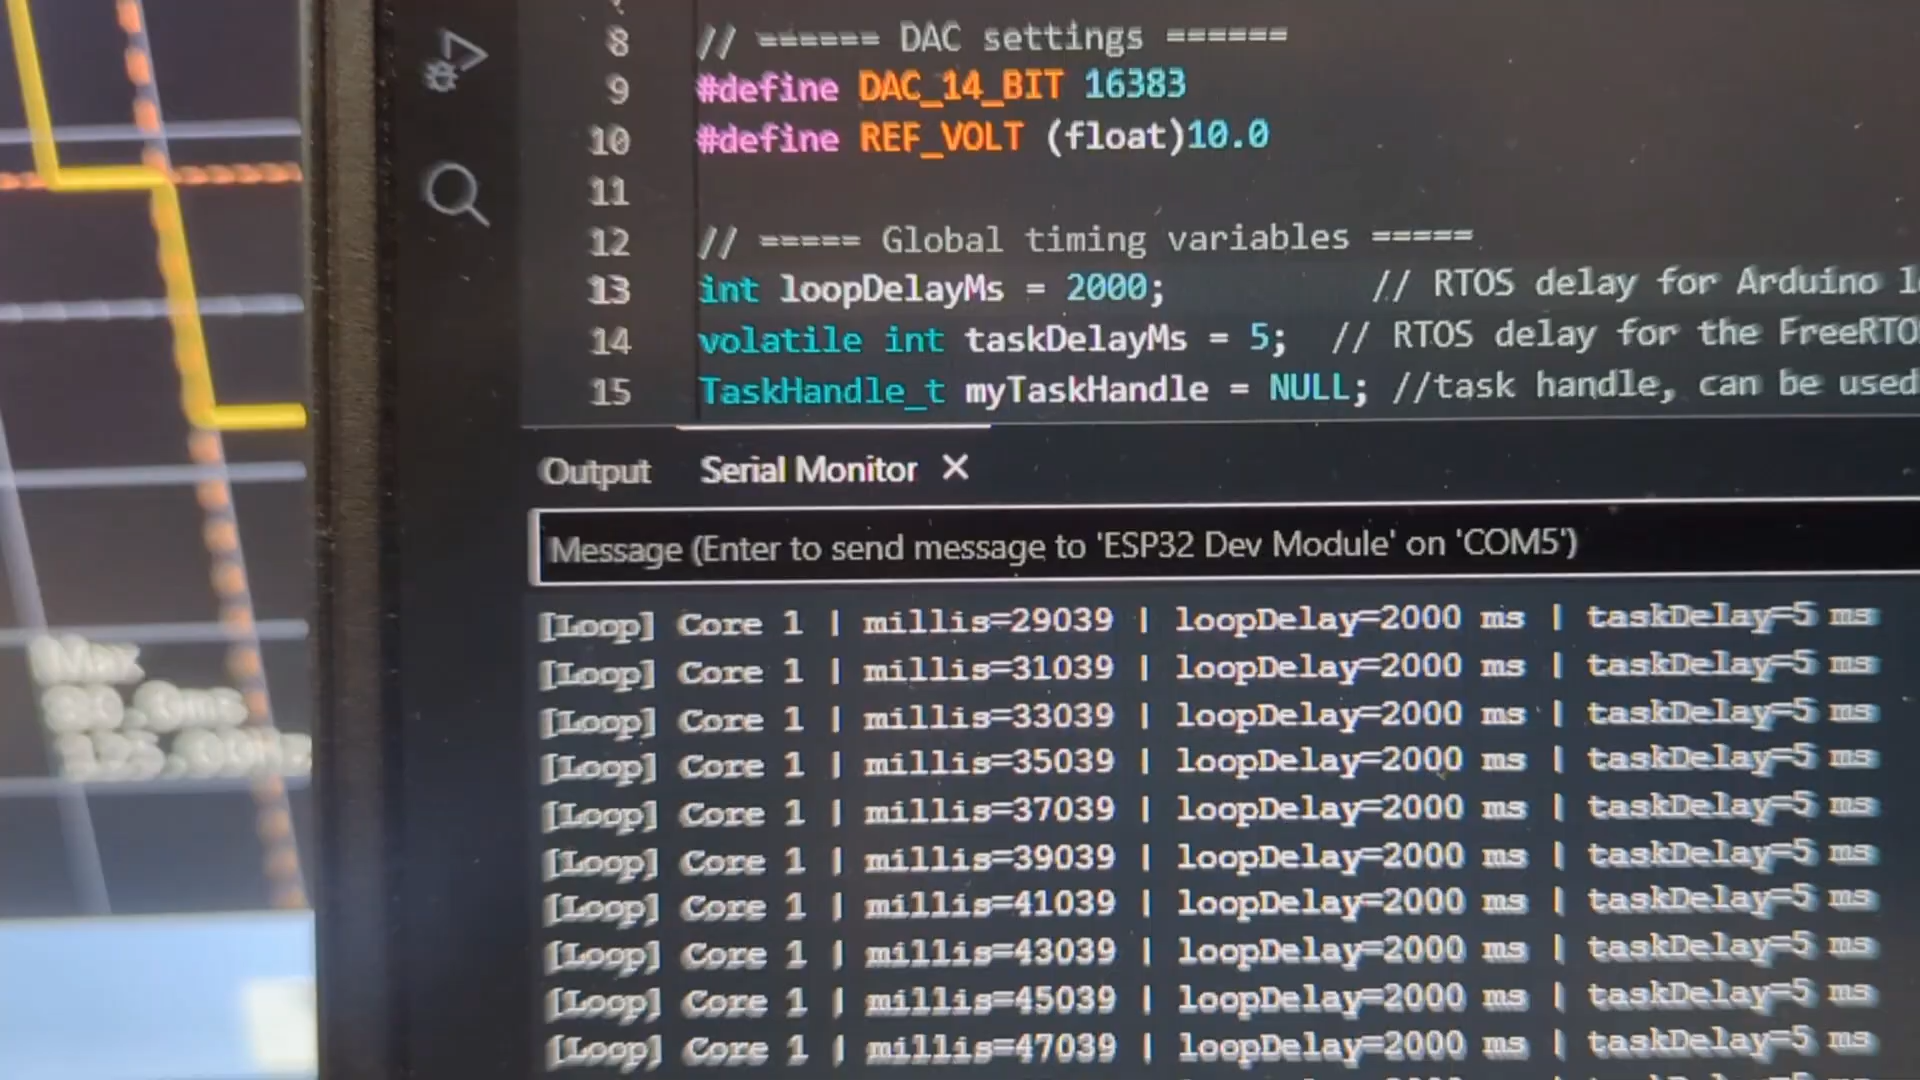 8 // ====== DAC settings ======
9 #define DAC_14_BIT 16383
10 #define REF_VOLT (float)10.0
11
12 // ===== Global timing variables =====
13 int loopDelayMs = 2000; // RTOS delay for Arduino l
14 volatile int taskDelayMs = 5; // RTOS delay for the FreeRTO
15 TaskHandle_t myTaskHandle = NULL; //task handle, can be used
Output Serial Monitor ✕
Message (Enter to send message to 'ESP32 Dev Module' on 'COM5')
[Loop] Core 1 | millis=29039 | loopDelay=2000 ms | taskDelay=5 ms
[Loop] Core 1 | millis=31039 | loopDelay=2000 ms | taskDelay=5 ms
[Loop] Core 1 | millis=33039 | loopDelay=2000 ms | taskDelay=5 ms
[Loop] Core 1 | millis=35039 | loopDelay=2000 ms | taskDelay=5 ms
[Loop] Core 1 | millis=37039 | loopDelay=2000 ms | taskDelay=5 ms
[Loop] Core 1 | millis=39039 | loopDelay=2000 ms | taskDelay=5 ms
[Loop] Core 1 | millis=41039 | loopDelay=2000 ms | taskDelay=5 ms
[Loop] Core 1 | millis=43039 | loopDelay=2000 ms | taskDelay=5 ms
[Loop] Core 1 | millis=45039 | loopDelay=2000 ms | taskDelay=5 ms
[Loop] Core 1 | millis=47039 | loopDelay=2000 ms | taskDelay=5 ms
Max